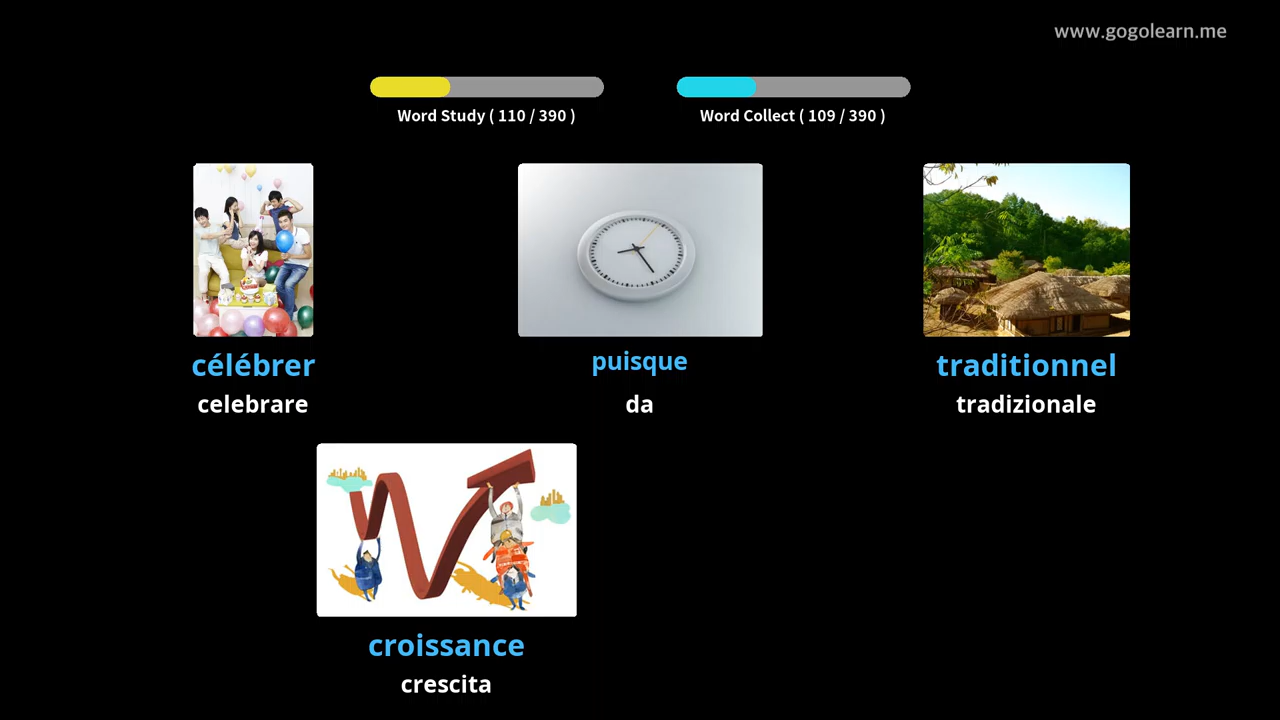 www.gogolearn.me
Word Study ( 110 / 390 )
Word Collect ( 109 / 390 )
célébrer
celebrare
puisque
da
traditionnel
tradizionale
croissance
crescita